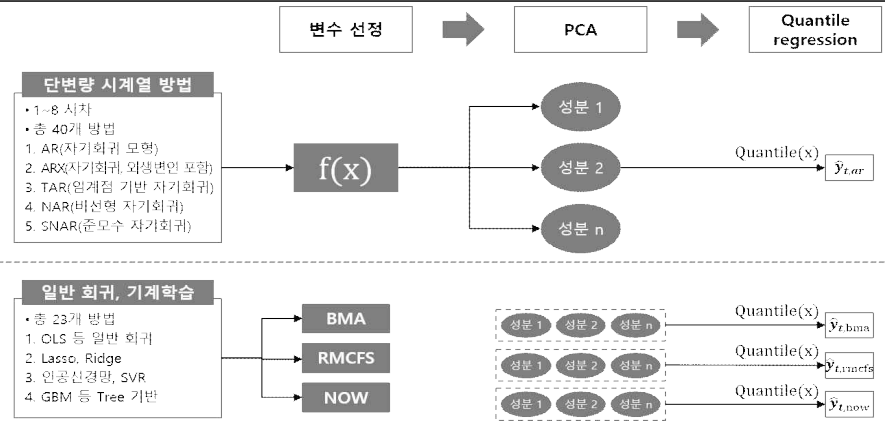 변수 선정
PCA
Quantile
regression
단변량 시계열 방법
• 1~8 시차
• 총 40개 방법
1. AR(자기회귀 모형)
2. ARX(자기회귀, 외생변인 포함)
3. TAR(임계점 기반 자기회귀)
4. NAR(비선형 자기회귀)
5. SNAR(준모수 자기회귀)
f(x)
성분 1
성분 2
성분 n
Quantile(x)
ŷt,ar
일반 회귀, 기계학습
• 총 23개 방법
1. OLS 등 일반 회귀
2. Lasso, Ridge
3. 인공신경망, SVR
4. GBM 등 Tree 기반
BMA
RMCFS
NOW
성분 1 성분 2 성분 n
Quantile(x)
ŷt,bma
성분 1 성분 2 성분 n
Quantile(x)
ŷt,rmcfs
성분 1 성분 2 성분 n
Quantile(x)
ŷt,now